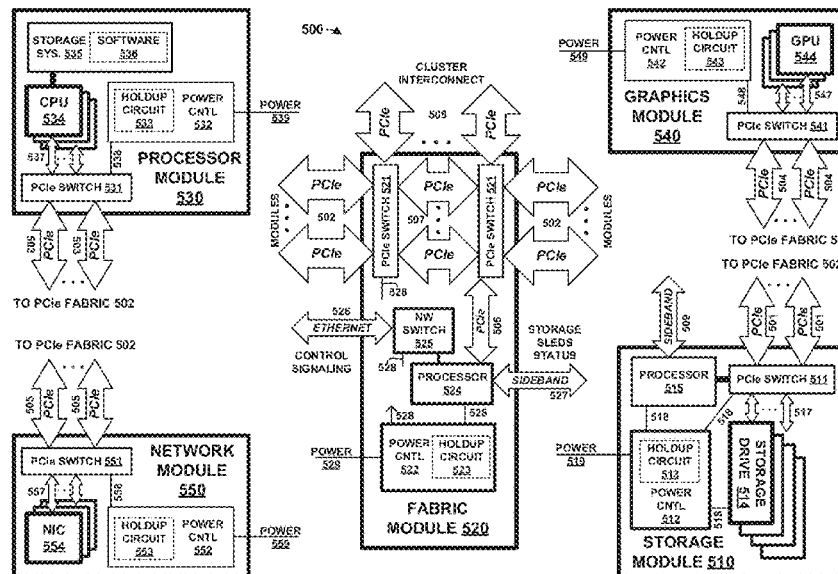 500
STORAGE SYS. 535
SOFTWARE 536
CPU 534
HOLDUP CIRCUIT 533
POWER CNTL 532
POWER 539
537
538
PROCESSOR MODULE 530
PCIe SWITCH 531
503
PCIe
503
PCIe
TO PCIe FABRIC 502
TO PCIe FABRIC 502
505
PCIe
505
PCIe
PCIe SWITCH 551
NETWORK MODULE 550
557
558
NIC 554
HOLDUP CIRCUIT 553
POWER CNTL 552
POWER
CLUSTER INTERCONNECT
PCIe
PCIe
MODULES
PCIe
502
PCIe
PCIe SWITCH 521
PCIe
507
PCIe
PCIe SWITCH 521
PCIe
502
PCIe
MODULES
528
526
ETHERNET
CONTROL SIGNALING
NW SWITCH 525
528
PCIe
506
STORAGE SLEDS STATUS
PROCESSOR 524
SIDEBAND
527
528
POWER 529
POWER CNTL 522
HOLDUP CIRCUIT 523
FABRIC MODULE 520
POWER 549
POWER CNTL 542
HOLDUP CIRCUIT 543
GPU 544
548
547
GRAPHICS MODULE 540
PCIe SWITCH 541
PCIe
504
PCIe
504
TO PCIe FABRIC
TO PCIe FABRIC 502
SIDEBAND
509
PCIe
501
PCIe
501
PROCESSOR 515
PCIe SWITCH 511
518
518
517
POWER 519
HOLDUP CIRCUIT 513
POWER CNTL 512
518
STORAGE DRIVE 514
STORAGE MODULE 510